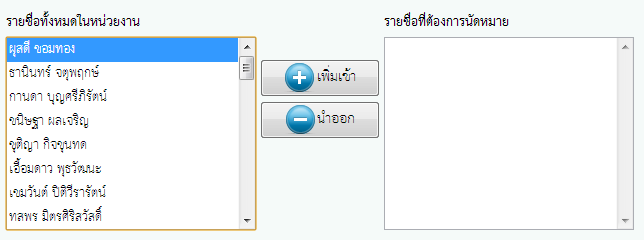 รายชื่อทั้งหมดในหน่วยงาน
รายชื่อที่ต้องการนัดหมาย
ผุสดี ขอมทอง
ธานินทร์ จตุพฤกษ์
กานดา บุญศรีภิรัตน์
ขนิษฐา ผลเจริญ
ชุติญา กิจขุนทด
เอื้อมดาว พุธวัฒนะ
เขมวันต์ ปิติวีรารัตน์
ทลพร มิตรศิริสวัสดิ์
เพิ่มเข้า
นำออก